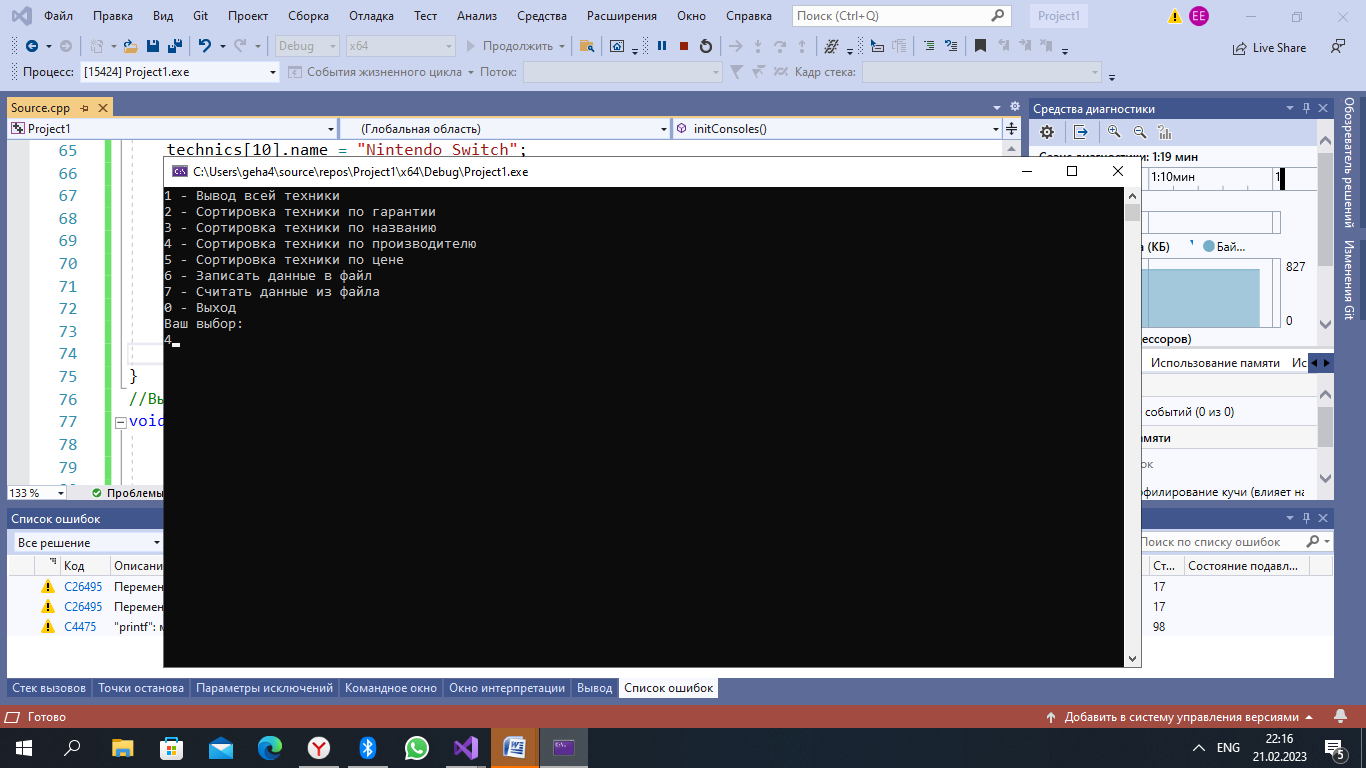 Файл Правка Вид Git Проект Сборка Отладка Тест Анализ Средства Расширения Окно Справка Поиск (Ctrl+Q) Project1 EE
Debug x64 Продолжить Live Share
Процесс: [15424] Project1.exe События жизненного цикла Поток: Кадр стека:
Source.cpp
Project1 (Глобальная область) initConsoles()
65 technics[10].name = "Nintendo Switch";
66
67
68
69
70
71
72
73
74
75 }
76 //Вы
77 void
78
79
133 % Проблемы
C:\Users\geha4\source\repos\Project1\x64\Debug\Project1.exe
1 - Вывод всей техники
2 - Сортировка техники по гарантии
3 - Сортировка техники по названию
4 - Сортировка техники по производителю
5 - Сортировка техники по цене
6 - Записать данные в файл
7 - Считать данные из файла
0 - Выход
Ваш выбор:
4
Средства диагностики
Сеанс диагностики: 1:19 мин
1:10мин 1
а (КБ) Бай...
827
0
ессоров)
Использование памяти Ис
событий (0 из 0)
амяти
ок
офилирование кучи (влияет на
Обозреватель решений
Изменения Git
Список ошибок
Все решение Поиск по списку ошибок
Код Описани Ст... Состояние подавл...
C26495 Перемен 17
C26495 Перемен 17
C4475 "printf": м 98
Стек вызовов Точки останова Параметры исключений Командное окно Окно интерпретации Вывод Список ошибок
Готово Добавить в систему управления версиями
ENG 22:16
21.02.2023 5